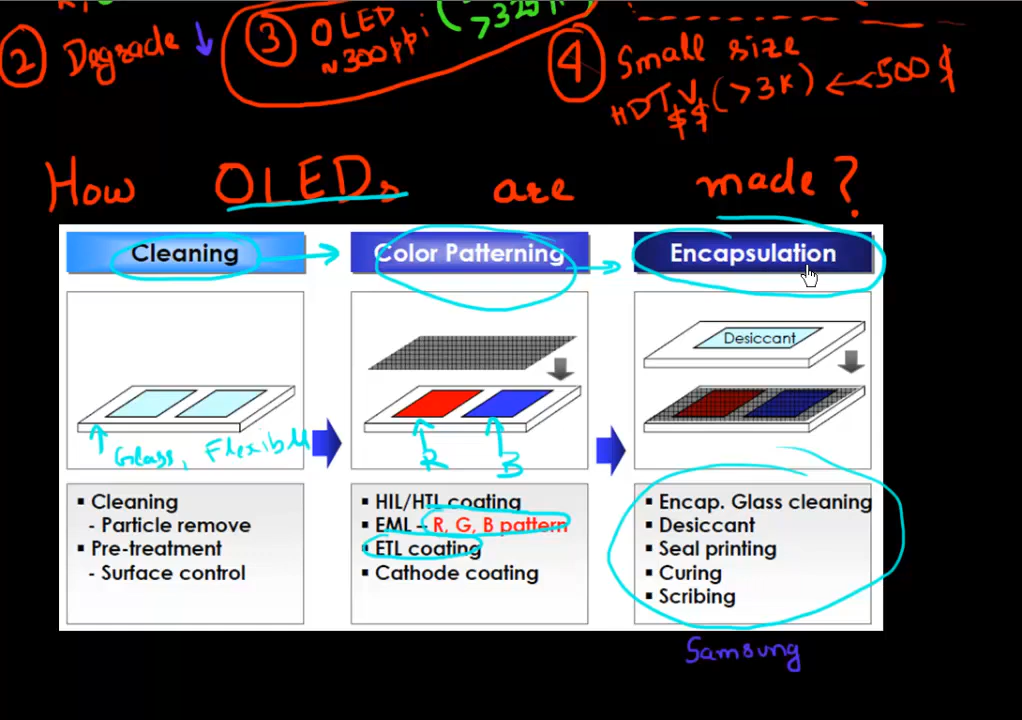 ② Degrade ↓
③ OLED
~300ppi
>325
④ Small size
HDTV (>3K) ← 500 $
$$
How OLEDs are made?
Cleaning
Color Patterning
Encapsulation
Desiccant
Glass, Flexible
R
B
▪ Cleaning
- Particle remove
▪ Pre-treatment
- Surface control
▪ HIL/HTL coating
▪ EML – R, G, B pattern
▪ ETL coating
▪ Cathode coating
▪ Encap. Glass cleaning
▪ Desiccant
▪ Seal printing
▪ Curing
▪ Scribing
Samsung